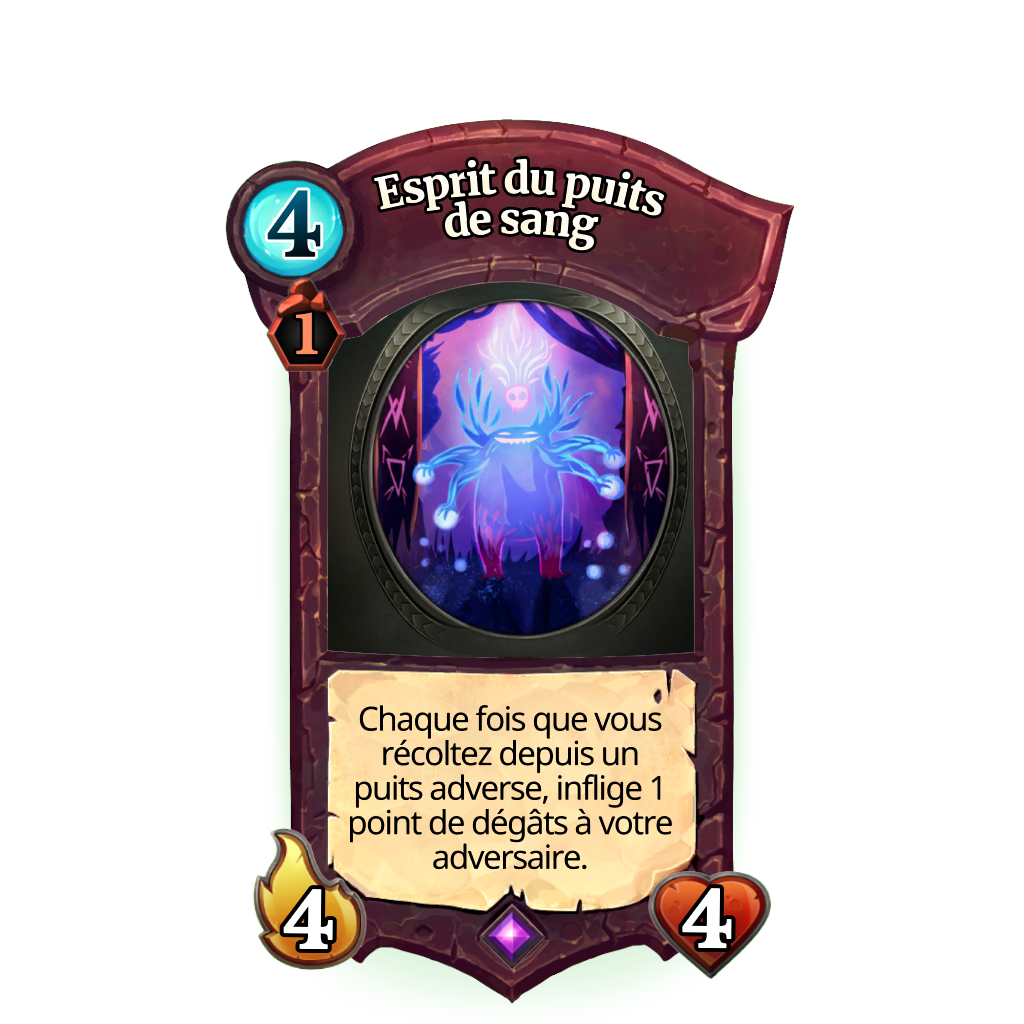 Esprit du puits
de sang
4
1
Chaque fois que vous
récoltez depuis un
puits adverse, inflige 1
point de dégâts à votre
adversaire.
4
4